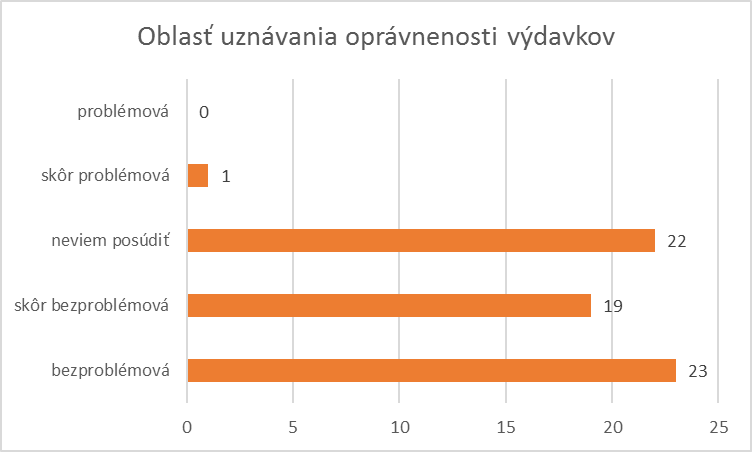 Oblasť uznávania oprávnenosti výdavkov
problémová 0
skôr problémová 1
neviem posúdiť 22
skôr bezproblémová 19
bezproblémová 23
0 5 10 15 20 25